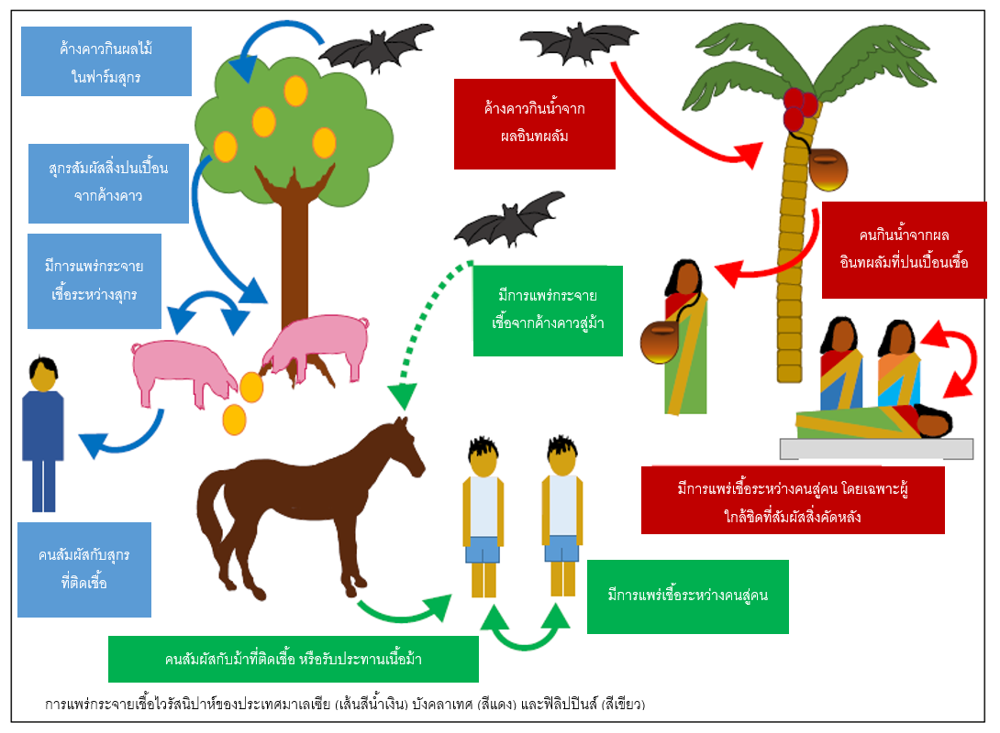 ค้างคาวกินผลไม้
ในฟาร์มสุกร
สุกรสัมผัสสิ่งปนเปื้อน
จากค้างคาว
มีการแพร่กระจาย
เชื้อระหว่างสุกร
คนสัมผัสกับสุกร
ที่ติดเชื้อ
ค้างคาวกินน้ำจาก
ผลอินทผลัม
คนกินน้ำจากผล
อินทผลัมที่ปนเปื้อนเชื้อ
มีการแพร่เชื้อระหว่างคนสู่คน โดยเฉพาะผู้
ใกล้ชิดที่สัมผัสสิ่งคัดหลัง
มีการแพร่กระจาย
เชื้อจากค้างคาวสู่ม้า
คนสัมผัสกับม้าที่ติดเชื้อ หรือรับประทานเนื้อม้า
มีการแพร่เชื้อระหว่างคนสู่คน
การแพร่กระจายเชื้อไวรัสนิปาห์ของประเทศมาเลเซีย (เส้นสีน้ำเงิน) บังคลาเทศ (สีแดง) และฟิลิปปินส์ (สีเขียว)